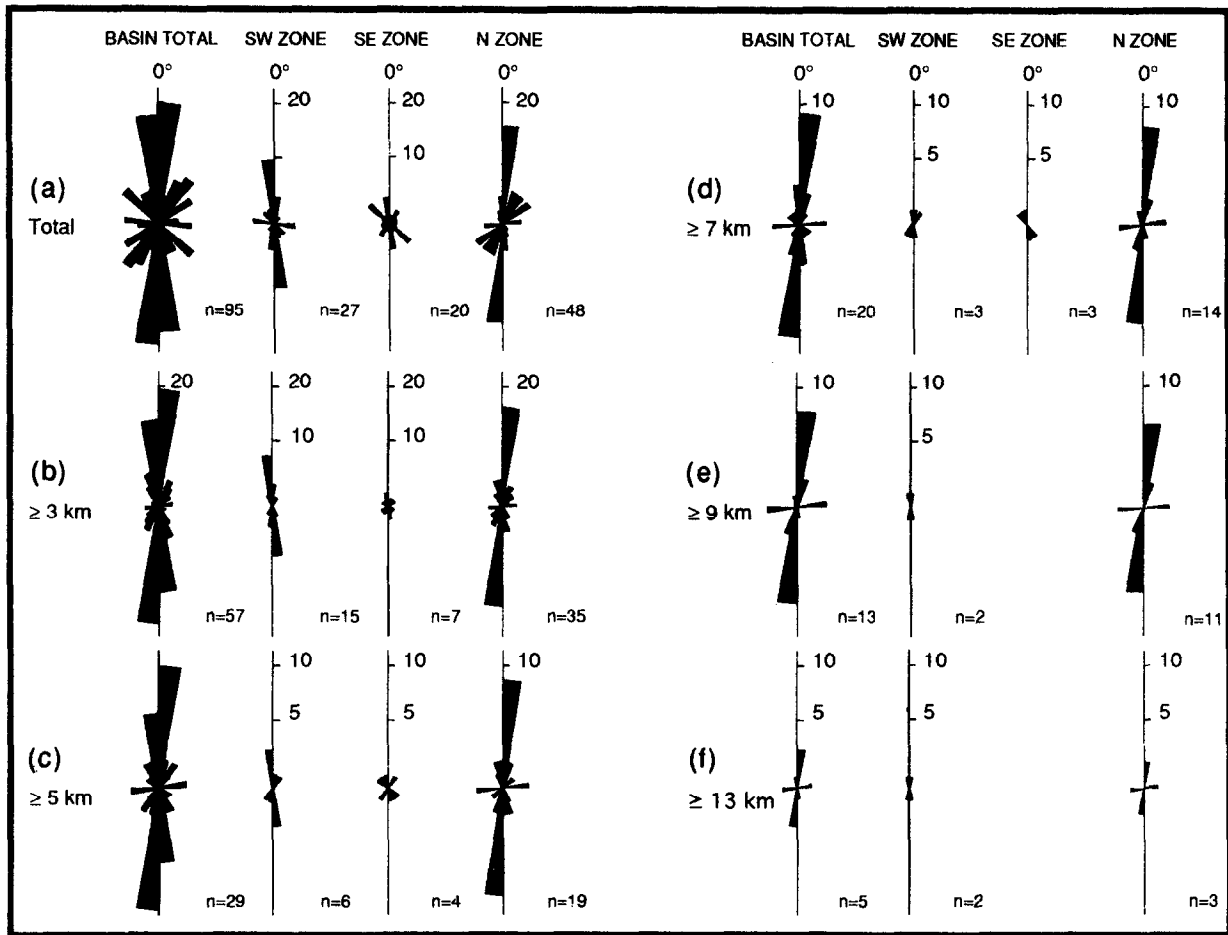 BASIN TOTAL SW ZONE SE ZONE N ZONE
0° 0° 0° 0°
20 20 20
10
(a)
Total
n=95 n=27 n=20 n=48
20 20 20 20
10 10
(b)
≥ 3 km
n=57 n=15 n=7 n=35
10 10 10
5 5
(c)
≥ 5 km
n=29 n=6 n=4 n=19
BASIN TOTAL SW ZONE SE ZONE N ZONE
0° 0° 0° 0°
10 10 10 10
5 5
(d)
≥ 7 km
n=20 n=3 n=3 n=14
10 10 10
5
(e)
≥ 9 km
n=13 n=2 n=11
10 10 10
5 5 5
(f)
≥ 13 km
n=5 n=2 n=3